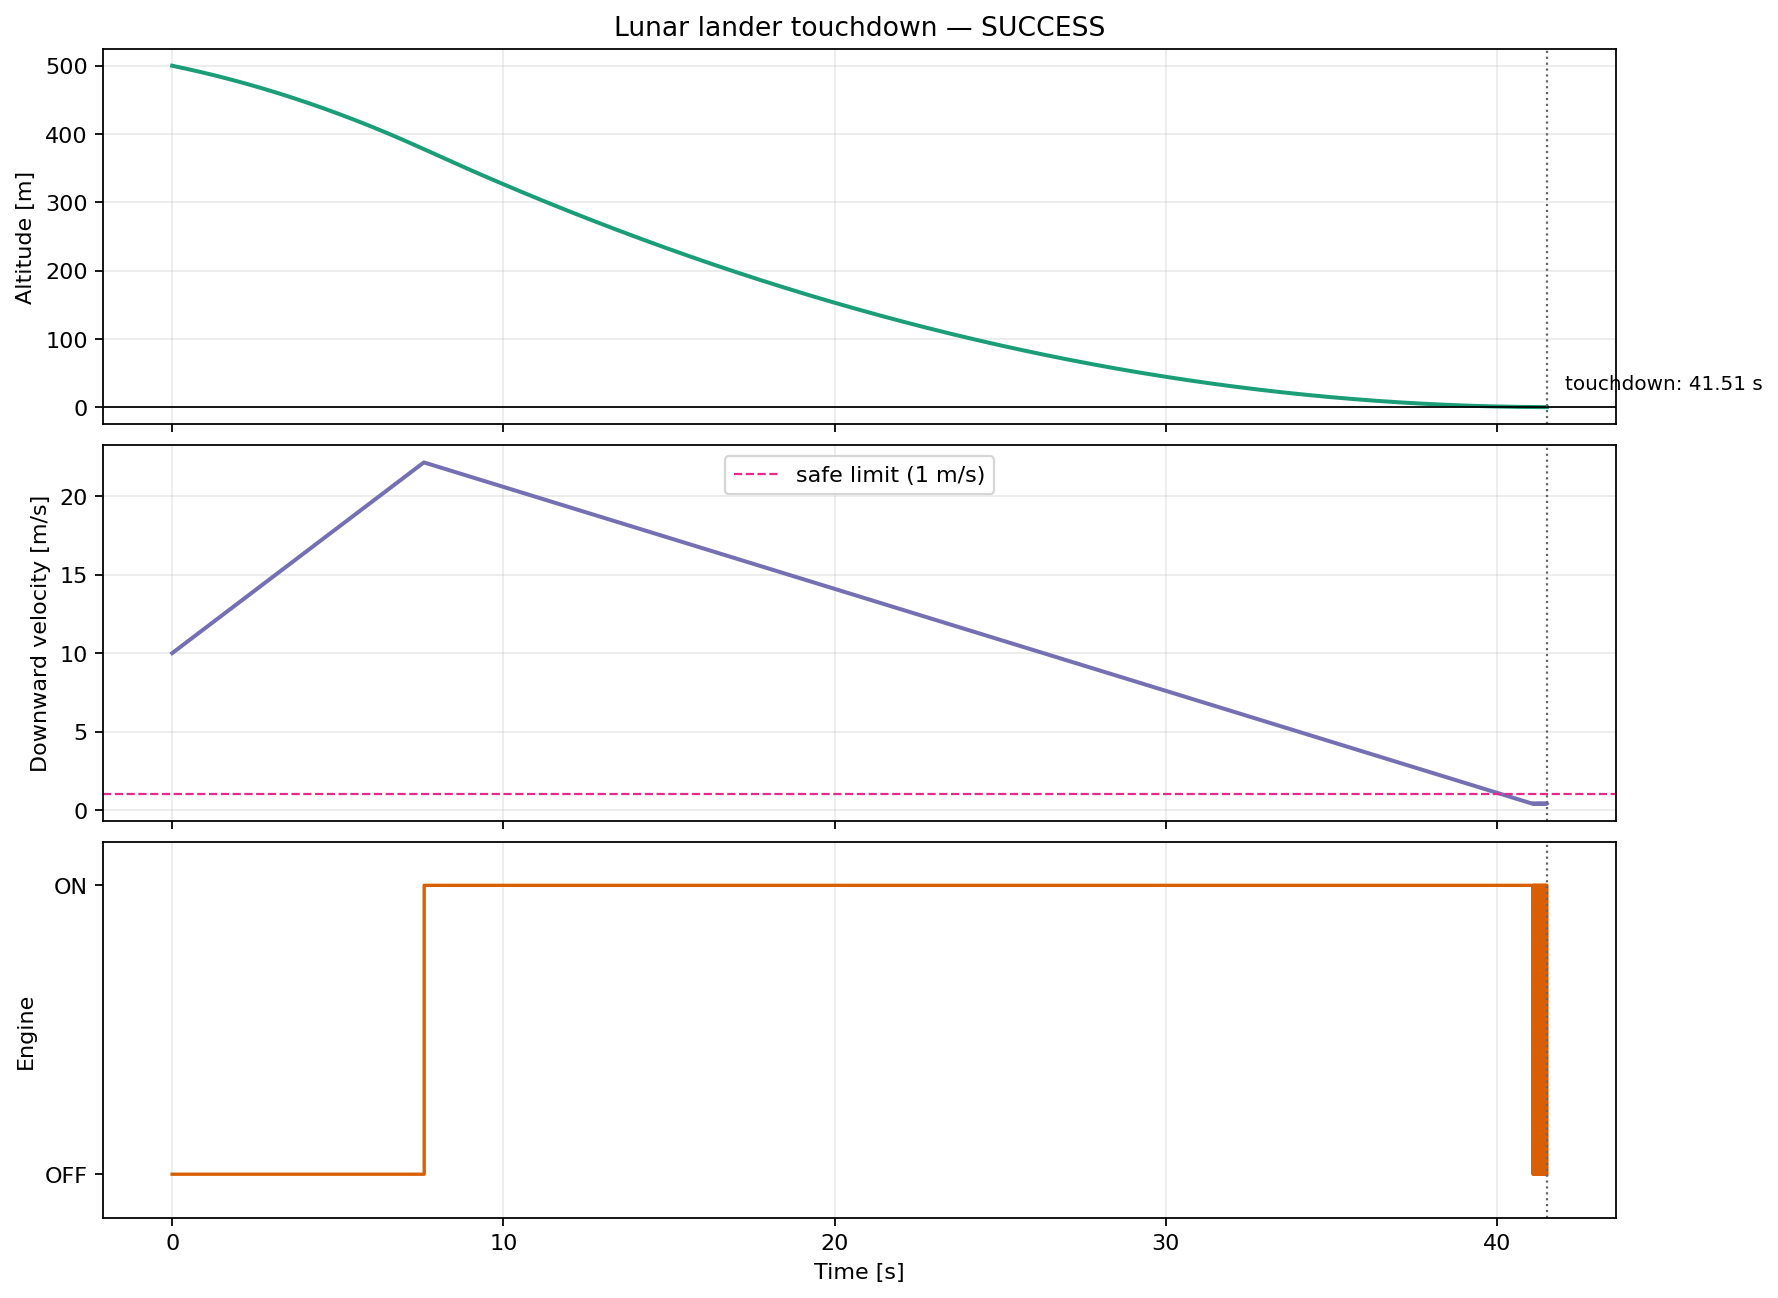 Lunar lander touchdown — SUCCESS
Altitude [m]
500
400
300
200
100
0
touchdown: 41.51 s
Downward velocity [m/s]
20
15
10
5
0
safe limit (1 m/s)
Engine
ON
OFF
0
10
20
30
40
Time [s]